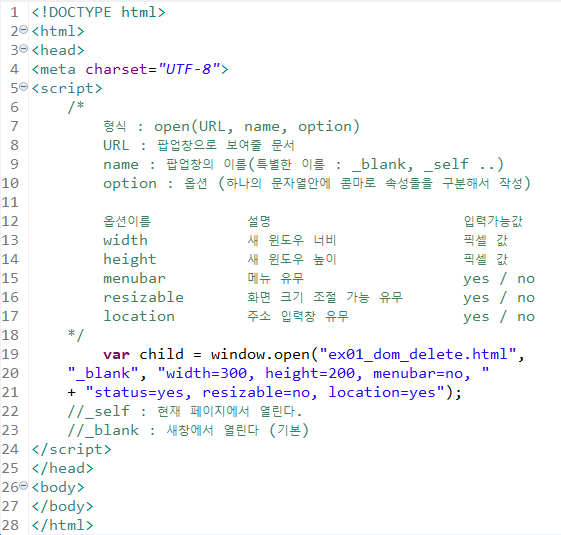 1 <!DOCTYPE html>
2 <html>
3 <head>
4 <meta charset="UTF-8">
5 <script>
6 /*
7 형식 : open(URL, name, option)
8 URL : 팝업창으로 보여줄 문서
9 name : 팝업창의 이름(특별한 이름 : _blank, _self ..)
10 option : 옵션 (하나의 문자열안에 콤마로 속성들을 구분해서 작성)
11
12 옵션이름 설명 입력가능값
13 width 새 윈도우 너비 픽셀 값
14 height 새 윈도우 높이 픽셀 값
15 menubar 메뉴 유무 yes / no
16 resizable 화면 크기 조절 가능 유무 yes / no
17 location 주소 입력창 유무 yes / no
18 */
19 var child = window.open("ex01_dom_delete.html",
20 "_blank", "width=300, height=200, menubar=no, "
21 + "status=yes, resizable=no, location=yes");
22 //_self : 현재 페이지에서 열린다.
23 //_blank : 새창에서 열린다 (기본)
24 </script>
25 </head>
26 <body>
27 </body>
28 </html>